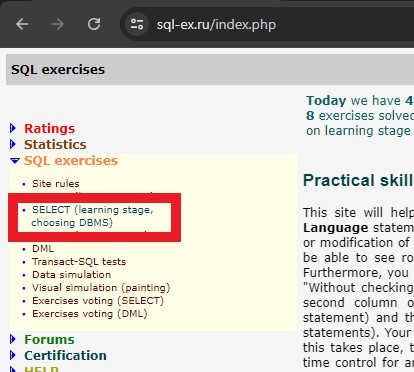 sql-ex.ru/index.php
SQL exercises
Today we have 4
8 exercises solved
on learning stage
Ratings
Statistics
SQL exercises
Site rules
SELECT (learning stage,
choosing DBMS)
DML
Transact-SQL tests
Data simulation
Visual simulation (painting)
Exercises voting (SELECT)
Exercises voting (DML)
Forums
Certification
HELP
Practical skill
This site will help
Language statem
or modification of
be able to see ro
Furthermore, you
"Without checking
second column o
statement) and th
statements). Your
this takes place, t
time control for an